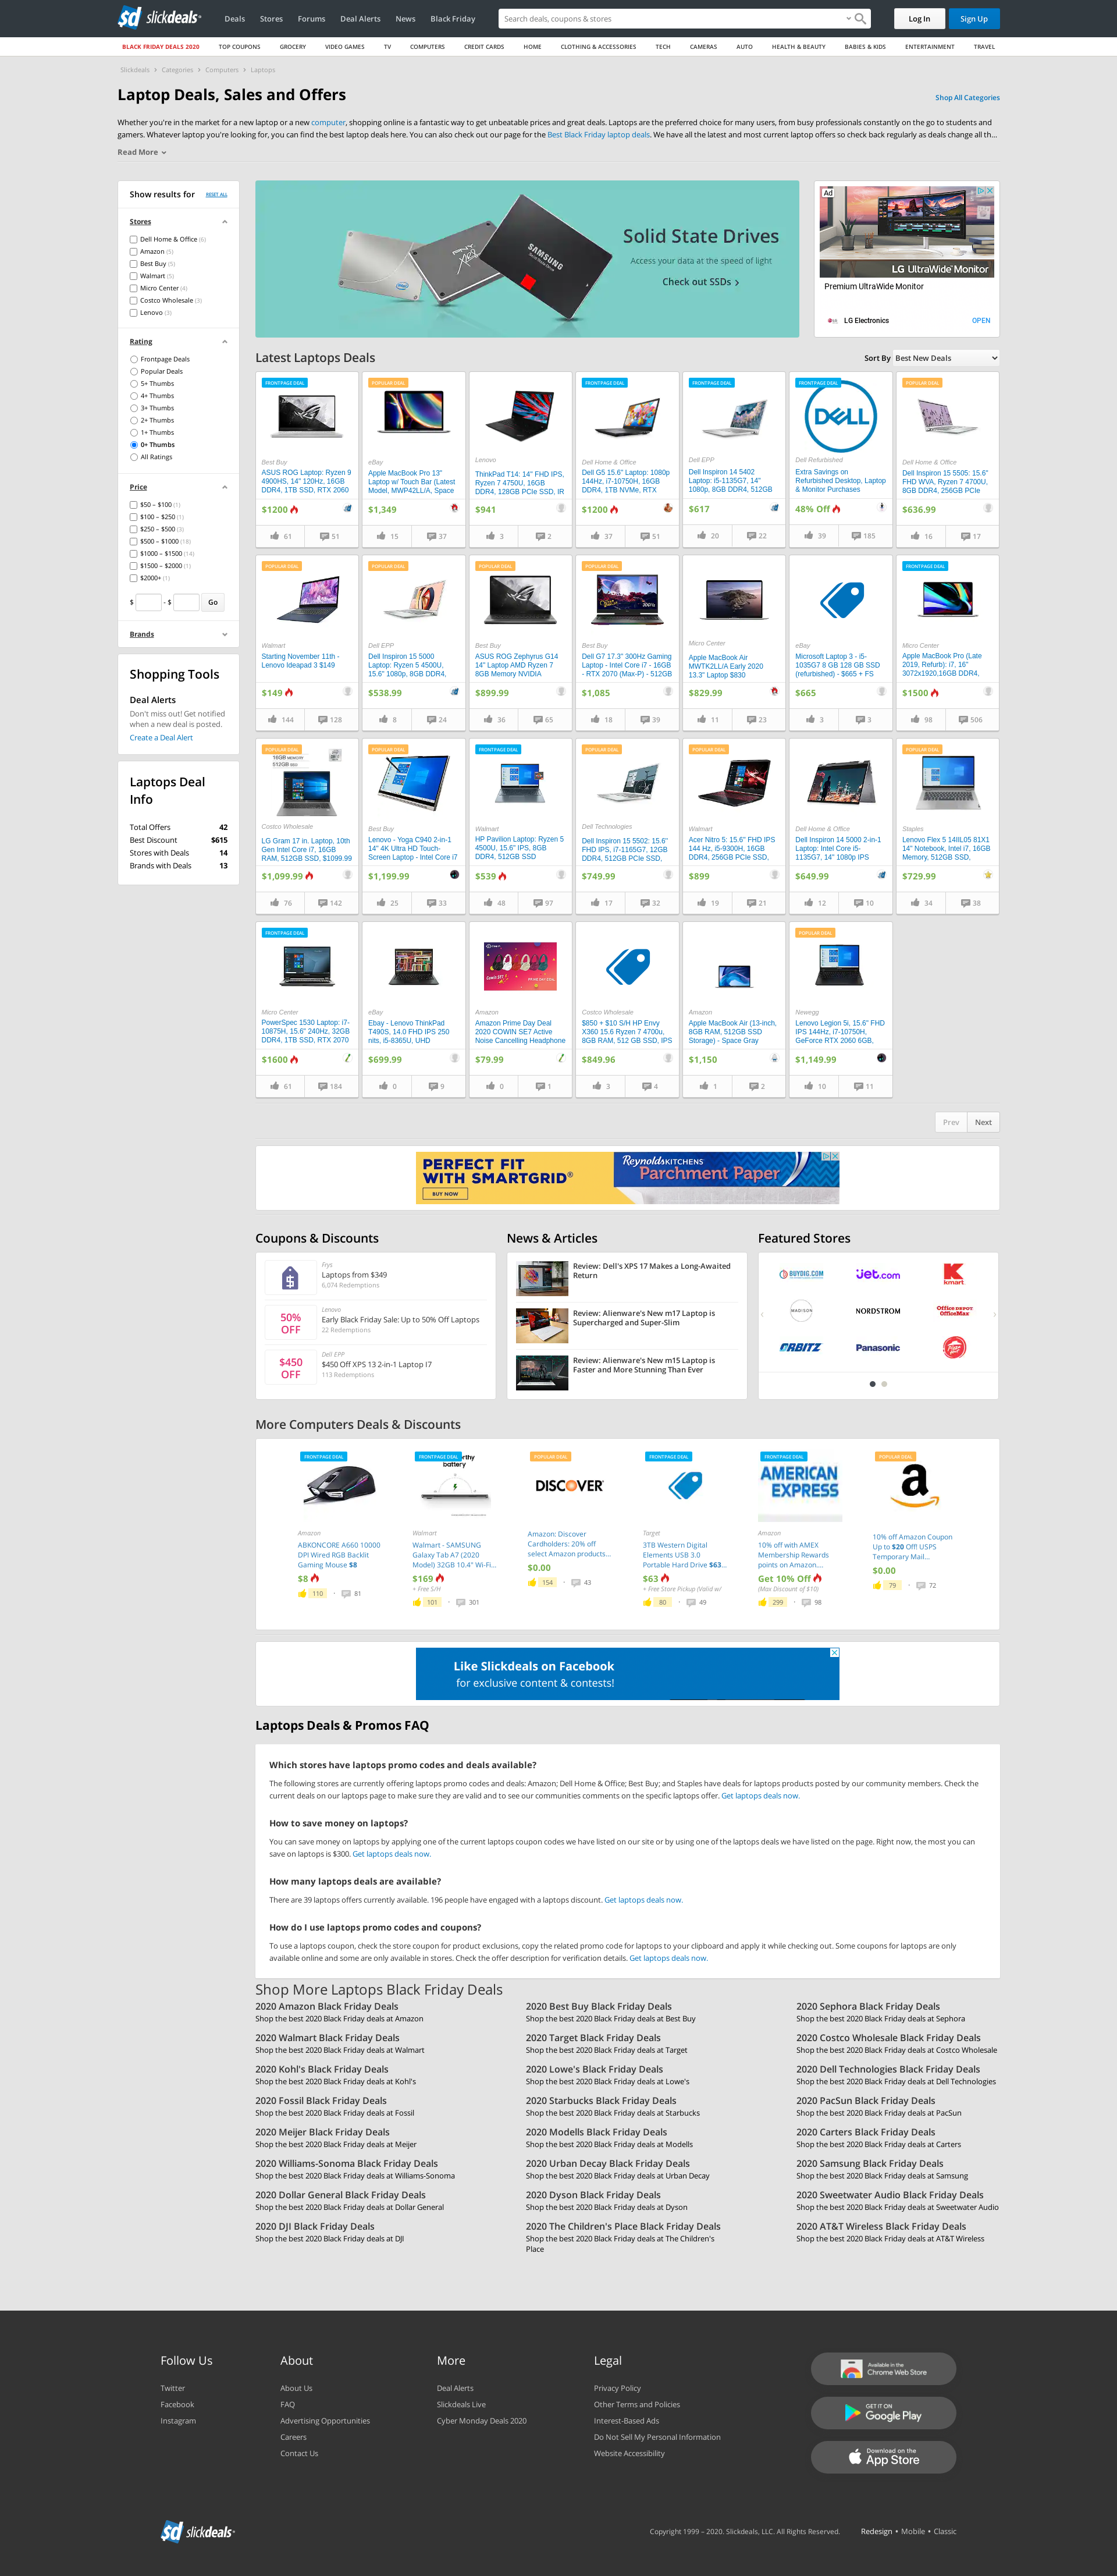 sd slickdeals
Deals Stores Forums Deal Alerts News Black Friday
Search deals, coupons & stores
Log In Sign Up
BLACK FRIDAY DEALS 2020 TOP COUPONS GROCERY VIDEO GAMES TV COMPUTERS CREDIT CARDS HOME CLOTHING & ACCESSORIES TECH CAMERAS AUTO HEALTH & BEAUTY BABIES & KIDS ENTERTAINMENT TRAVEL
Slickdeals > Categories > Computers > Laptops
Laptop Deals, Sales and Offers
Shop All Categories
Whether you're in the market for a new laptop or a new computer, shopping online is a fantastic way to get unbeatable prices and great deals. Laptops are the preferred choice for many users, from busy professionals constantly on the go to students and
gamers. Whatever laptop you're looking for, you can find the best laptop deals here. You can also check out our page for the Best Black Friday laptop deals. We have all the latest and most current laptop offers so check back regularly as deals change all th...
Read More
Show results for RESET ALL
Stores
Dell Home & Office (6)
Amazon (5)
Best Buy (5)
Walmart (5)
Micro Center (4)
Costco Wholesale (3)
Lenovo (3)
Rating
Frontpage Deals
Popular Deals
5+ Thumbs
4+ Thumbs
3+ Thumbs
2+ Thumbs
1+ Thumbs
0+ Thumbs
All Ratings
Price
$50 – $100 (1)
$100 – $250 (1)
$250 – $500 (3)
$500 – $1000 (18)
$1000 – $1500 (14)
$1500 – $2000 (1)
$2000+ (1)
$ - $ Go
Brands
Shopping Tools
Deal Alerts
Don't miss out! Get notified
when a new deal is posted.
Create a Deal Alert
Laptops Deal
Info
Total Offers 42
Best Discount $615
Stores with Deals 14
Brands with Deals 13
PNY
SAMSUNG
Solid State Drives
Access your data at the speed of light
Check out SSDs
Ad
LG UltraWide Monitor
Premium UltraWide Monitor
LG Electronics OPEN
Latest Laptops Deals
Sort By Best New Deals
FRONTPAGE DEAL
Best Buy
ASUS ROG Laptop: Ryzen 9
4900HS, 14" 120Hz, 16GB
DDR4, 1TB SSD, RTX 2060
$1200
61 51
POPULAR DEAL
eBay
Apple MacBook Pro 13"
Laptop w/ Touch Bar (Latest
Model, MWP42LL/A, Space
$1,349
15 37
Lenovo
ThinkPad T14: 14" FHD IPS,
Ryzen 7 4750U, 16GB
DDR4, 128GB PCIe SSD, IR
$941
3 2
FRONTPAGE DEAL
Dell Home & Office
Dell G5 15.6" Laptop: 1080p
144Hz, i7-10750H, 16GB
DDR4, 1TB NVMe, RTX
$1200
37 51
FRONTPAGE DEAL
Dell EPP
Dell Inspiron 14 5402
Laptop: i5-1135G7, 14"
1080p, 8GB DDR4, 512GB
$617
20 22
FRONTPAGE DEAL
DELL
Dell Refurbished
Extra Savings on
Refurbished Desktop, Laptop
& Monitor Purchases
48% Off
39 185
POPULAR DEAL
Dell Home & Office
Dell Inspiron 15 5505: 15.6"
FHD WVA, Ryzen 7 4700U,
8GB DDR4, 256GB PCIe
$636.99
16 17
POPULAR DEAL
Walmart
Starting November 11th -
Lenovo Ideapad 3 $149
$149
144 128
POPULAR DEAL
Dell EPP
Dell Inspiron 15 5000
Laptop: Ryzen 5 4500U,
15.6" 1080p, 8GB DDR4,
$538.99
8 24
POPULAR DEAL
Best Buy
ASUS ROG Zephyrus G14
14" Laptop AMD Ryzen 7
8GB Memory NVIDIA
$899.99
36 65
POPULAR DEAL
Best Buy
Dell G7 17.3" 300Hz Gaming
Laptop - Intel Core i7 - 16GB
- RTX 2070 (Max-P) - 512GB
$1,085
18 39
Micro Center
Apple MacBook Air
MWTK2LL/A Early 2020
13.3" Laptop $830
$829.99
11 23
eBay
Microsoft Laptop 3 - i5-
1035G7 8 GB 128 GB SSD
(refurbished) - $665 + FS
$665
3 3
FRONTPAGE DEAL
Micro Center
Apple MacBook Pro (Late
2019, Refurb): i7, 16"
3072x1920,16GB DDR4,
$1500
98 506
POPULAR DEAL
16GB MEMORY
512GB SSD
Costco Wholesale
LG Gram 17 in. Laptop, 10th
Gen Intel Core i7, 16GB
RAM, 512GB SSD, $1099.99
$1,099.99
76 142
POPULAR DEAL
Best Buy
Lenovo - Yoga C940 2-in-1
14" 4K Ultra HD Touch-
Screen Laptop - Intel Core i7
$1,199.99
25 33
FRONTPAGE DEAL
Walmart
HP Pavilion Laptop: Ryzen 5
4500U, 15.6" IPS, 8GB
DDR4, 512GB SSD
$539
48 97
POPULAR DEAL
Dell Technologies
Dell Inspiron 15 5502: 15.6"
FHD IPS, i7-1165G7, 12GB
DDR4, 512GB PCIe SSD,
$749.99
17 32
POPULAR DEAL
Walmart
Acer Nitro 5: 15.6" FHD IPS
144 Hz, i5-9300H, 16GB
DDR4, 256GB PCIe SSD,
$899
19 21
Dell Home & Office
Dell Inspiron 14 5000 2-in-1
Laptop: Intel Core i5-
1135G7, 14" 1080p IPS
$649.99
12 10
POPULAR DEAL
Staples
Lenovo Flex 5 14IIL05 81X1
14" Notebook, Intel i7, 16GB
Memory, 512GB SSD,
$729.99
34 38
FRONTPAGE DEAL
Micro Center
PowerSpec 1530 Laptop: i7-
10875H, 15.6" 240Hz, 32GB
DDR4, 1TB SSD, RTX 2070
$1600
61 184
eBay
Ebay - Lenovo ThinkPad
T490S, 14.0 FHD IPS 250
nits, i5-8365U, UHD
$699.99
0 9
Amazon
Amazon Prime Day Deal
2020 COWIN SE7 Active
Noise Cancelling Headphone
$79.99
0 1
Costco Wholesale
$850 + $10 S/H HP Envy
X360 15.6 Ryzen 7 4700u,
8GB RAM, 512 GB SSD, IPS
$849.96
3 4
Amazon
Apple MacBook Air (13-inch,
8GB RAM, 512GB SSD
Storage) - Space Gray
$1,150
1 2
POPULAR DEAL
Newegg
Lenovo Legion 5i, 15.6" FHD
IPS 144Hz, I7-10750H,
GeForce RTX 2060 6GB,
$1,149.99
10 11
Prev Next
PERFECT FIT
WITH SMARTGRID®
BUY NOW
Reynolds KITCHENS
Parchment Paper
Coupons & Discounts
Frys
Laptops from $349
6,074 Redemptions
50%
OFF
Lenovo
Early Black Friday Sale: Up to 50% Off Laptops
22 Redemptions
$450
OFF
Dell EPP
$450 Off XPS 13 2-in-1 Laptop I7
113 Redemptions
News & Articles
Review: Dell's XPS 17 Makes a Long-Awaited
Return
Review: Alienware's New m17 Laptop is
Supercharged and Super-Slim
Review: Alienware's New m15 Laptop is
Faster and More Stunning Than Ever
Featured Stores
BUYDIG.COM jet.com kmart
MADISON NORDSTROM Office DEPOT OfficeMax
ORBITZ Panasonic Pizza Hut
More Computers Deals & Discounts
FRONTPAGE DEAL
Amazon
ABKONCORE A660 10000
DPI Wired RGB Backlit
Gaming Mouse $8
$8
110 • 81
FRONTPAGE DEAL
battery
Walmart
Walmart - SAMSUNG
Galaxy Tab A7 (2020
Model) 32GB 10.4" Wi-Fi...
$169
+ Free S/H
101 • 301
POPULAR DEAL
DISCOVER
Amazon: Discover
Cardholders: 20% off
select Amazon products...
$0.00
154 • 43
FRONTPAGE DEAL
Target
3TB Western Digital
Elements USB 3.0
Portable Hard Drive $63...
$63
+ Free Store Pickup (Valid w/
80 • 49
FRONTPAGE DEAL
AMERICAN
EXPRESS
Amazon
10% off with AMEX
Membership Rewards
points on Amazon....
Get 10% Off
(Max Discount of $10)
299 • 98
POPULAR DEAL
a
10% off Amazon Coupon
Up to $20 Off! USPS
Temporary Mail...
$0.00
79 • 72
Like Slickdeals on Facebook
for exclusive content & contests!
Laptops Deals & Promos FAQ
Which stores have laptops promo codes and deals available?
The following stores are currently offering laptops promo codes and deals: Amazon; Dell Home & Office; Best Buy; and Staples have deals for laptops products posted by our community members. Check the
current deals on our laptops page to make sure they are valid and to see our communities comments on the specific laptops offer. Get laptops deals now.
How to save money on laptops?
You can save money on laptops by applying one of the current laptops coupon codes we have listed on our site or by using one of the laptops deals we have listed on the page. Right now, the most you can
save on laptops is $300. Get laptops deals now.
How many laptops deals are available?
There are 39 laptops offers currently available. 196 people have engaged with a laptops discount. Get laptops deals now.
How do I use laptops promo codes and coupons?
To use a laptops coupon, check the store coupon for product exclusions, copy the related promo code for laptops to your clipboard and apply it while checking out. Some coupons for laptops are only
available online and some are only available in stores. Check the offer description for verification details. Get laptops deals now.
Shop More Laptops Black Friday Deals
2020 Amazon Black Friday Deals 2020 Best Buy Black Friday Deals 2020 Sephora Black Friday Deals
Shop the best 2020 Black Friday deals at Amazon Shop the best 2020 Black Friday deals at Best Buy Shop the best 2020 Black Friday deals at Sephora
2020 Walmart Black Friday Deals 2020 Target Black Friday Deals 2020 Costco Wholesale Black Friday Deals
Shop the best 2020 Black Friday deals at Walmart Shop the best 2020 Black Friday deals at Target Shop the best 2020 Black Friday deals at Costco Wholesale
2020 Kohl's Black Friday Deals 2020 Lowe's Black Friday Deals 2020 Dell Technologies Black Friday Deals
Shop the best 2020 Black Friday deals at Kohl's Shop the best 2020 Black Friday deals at Lowe's Shop the best 2020 Black Friday deals at Dell Technologies
2020 Fossil Black Friday Deals 2020 Starbucks Black Friday Deals 2020 PacSun Black Friday Deals
Shop the best 2020 Black Friday deals at Fossil Shop the best 2020 Black Friday deals at Starbucks Shop the best 2020 Black Friday deals at PacSun
2020 Meijer Black Friday Deals 2020 Modells Black Friday Deals 2020 Carters Black Friday Deals
Shop the best 2020 Black Friday deals at Meijer Shop the best 2020 Black Friday deals at Modells Shop the best 2020 Black Friday deals at Carters
2020 Williams-Sonoma Black Friday Deals 2020 Urban Decay Black Friday Deals 2020 Samsung Black Friday Deals
Shop the best 2020 Black Friday deals at Williams-Sonoma Shop the best 2020 Black Friday deals at Urban Decay Shop the best 2020 Black Friday deals at Samsung
2020 Dollar General Black Friday Deals 2020 Dyson Black Friday Deals 2020 Sweetwater Audio Black Friday Deals
Shop the best 2020 Black Friday deals at Dollar General Shop the best 2020 Black Friday deals at Dyson Shop the best 2020 Black Friday deals at Sweetwater Audio
2020 DJI Black Friday Deals 2020 The Children's Place Black Friday Deals 2020 AT&T Wireless Black Friday Deals
Shop the best 2020 Black Friday deals at DJI Shop the best 2020 Black Friday deals at The Children's Shop the best 2020 Black Friday deals at AT&T Wireless
Place
Follow Us
Twitter
Facebook
Instagram
About
About Us
FAQ
Advertising Opportunities
Careers
Contact Us
More
Deal Alerts
Slickdeals Live
Cyber Monday Deals 2020
Legal
Privacy Policy
Other Terms and Policies
Interest-Based Ads
Do Not Sell My Personal Information
Website Accessibility
Available in the
Chrome Web Store
GET IT ON
Google Play
Download on the
App Store
sd slickdeals
Copyright 1999 – 2020. Slickdeals, LLC. All Rights Reserved. Redesign • Mobile • Classic